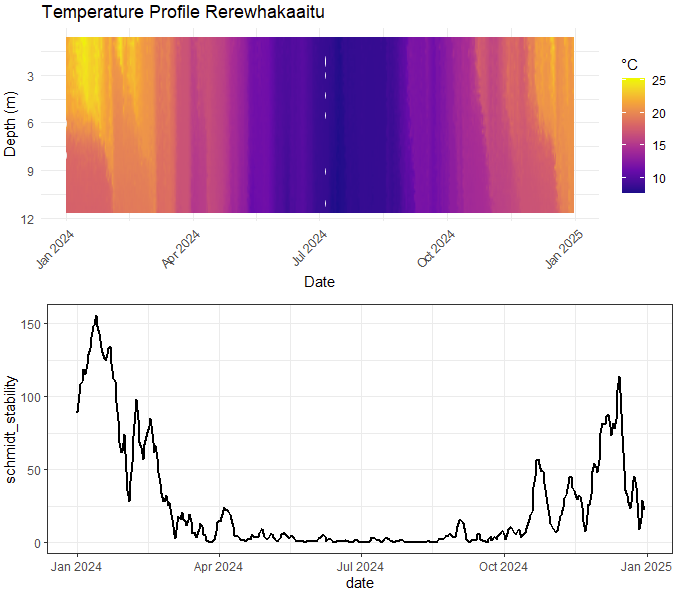 Temperature Profile Rerewhakaaitu
°C
Depth (m)
3
6
9
12
25
20
15
10
Jan 2024
Apr 2024
Jul 2024
Oct 2024
Jan 2025
Date
schmidt_stability
150
100
50
0
Jan 2024
Apr 2024
Jul 2024
Oct 2024
Jan 2025
date